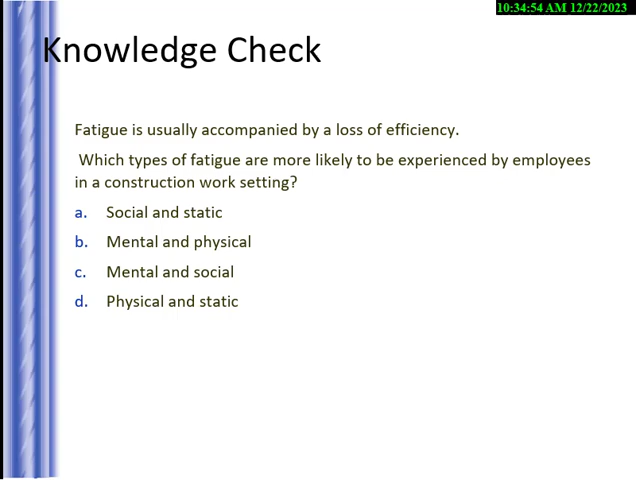 10:34:54 AM 12/22/2023
Knowledge Check
Fatigue is usually accompanied by a loss of efficiency.
Which types of fatigue are more likely to be experienced by employees
in a construction work setting?
a. Social and static
b. Mental and physical
c. Mental and social
d. Physical and static